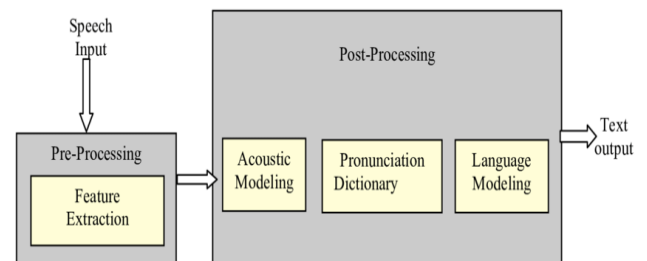 Speech
Input
Post-Processing
Pre-Processing
Feature
Extraction
Acoustic
Modeling
Pronunciation
Dictionary
Language
Modeling
Text
output